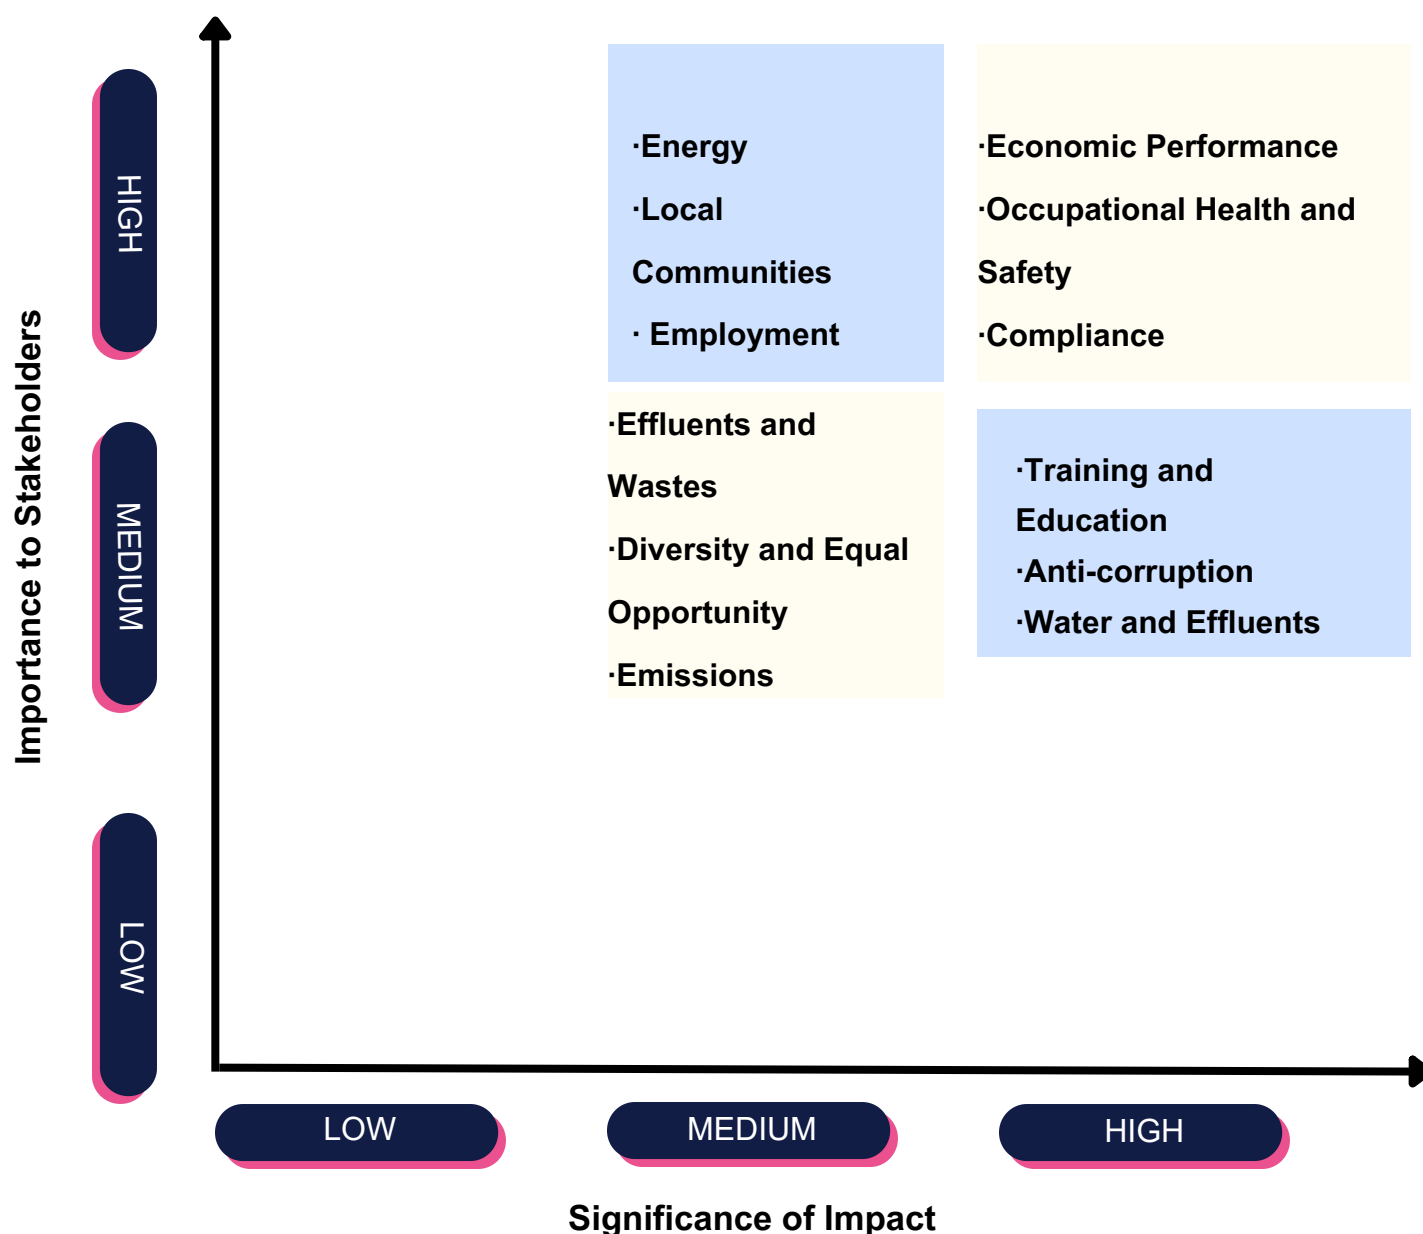 Importance to Stakeholders
HIGH
MEDIUM
LOW
·Energy
·Local
Communities
· Employment
·Economic Performance
·Occupational Health and
Safety
·Compliance
·Effluents and
Wastes
·Diversity and Equal
Opportunity
·Emissions
·Training and
Education
·Anti-corruption
·Water and Effluents
LOW
MEDIUM
HIGH
Significance of Impact